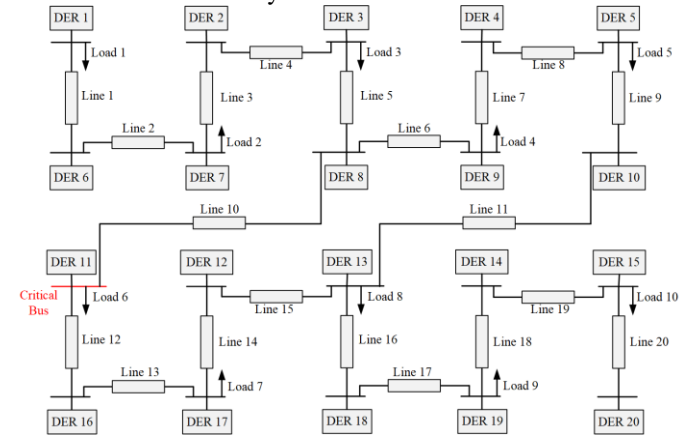 DER 1
DER 2
DER 3
DER 4
DER 5
Load 1
Line 4
Load 3
Line 8
Load 5
Line 1
Line 3
Line 5
Line 7
Line 9
Line 2
Load 2
Line 6
Load 4
DER 6
DER 7
DER 8
DER 9
DER 10
Line 10
Line 11
DER 11
DER 12
DER 13
DER 14
DER 15
Critical
Bus
Load 6
Line 15
Load 8
Line 19
Load 10
Line 12
Line 14
Line 16
Line 18
Line 20
Line 13
Load 7
Line 17
Load 9
DER 16
DER 17
DER 18
DER 19
DER 20